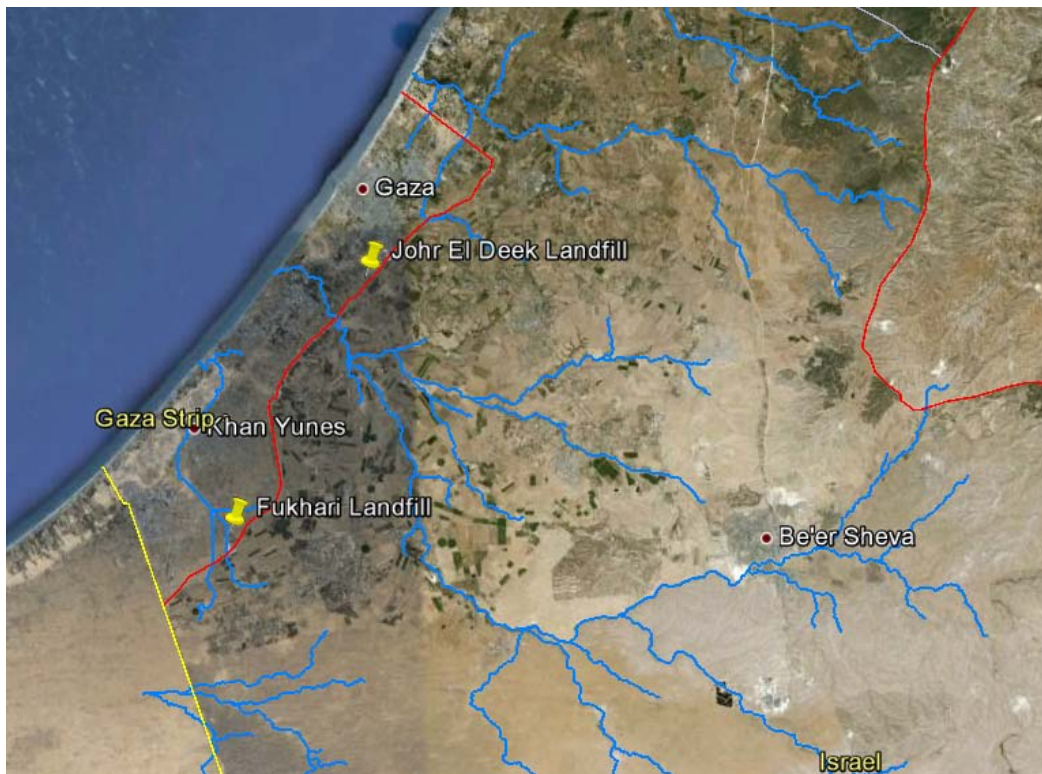 Gaza
Johr El Deek Landfill
Gaza Strip
Khan Yunes
Fukhari Landfill
Be'er Sheva
Israel